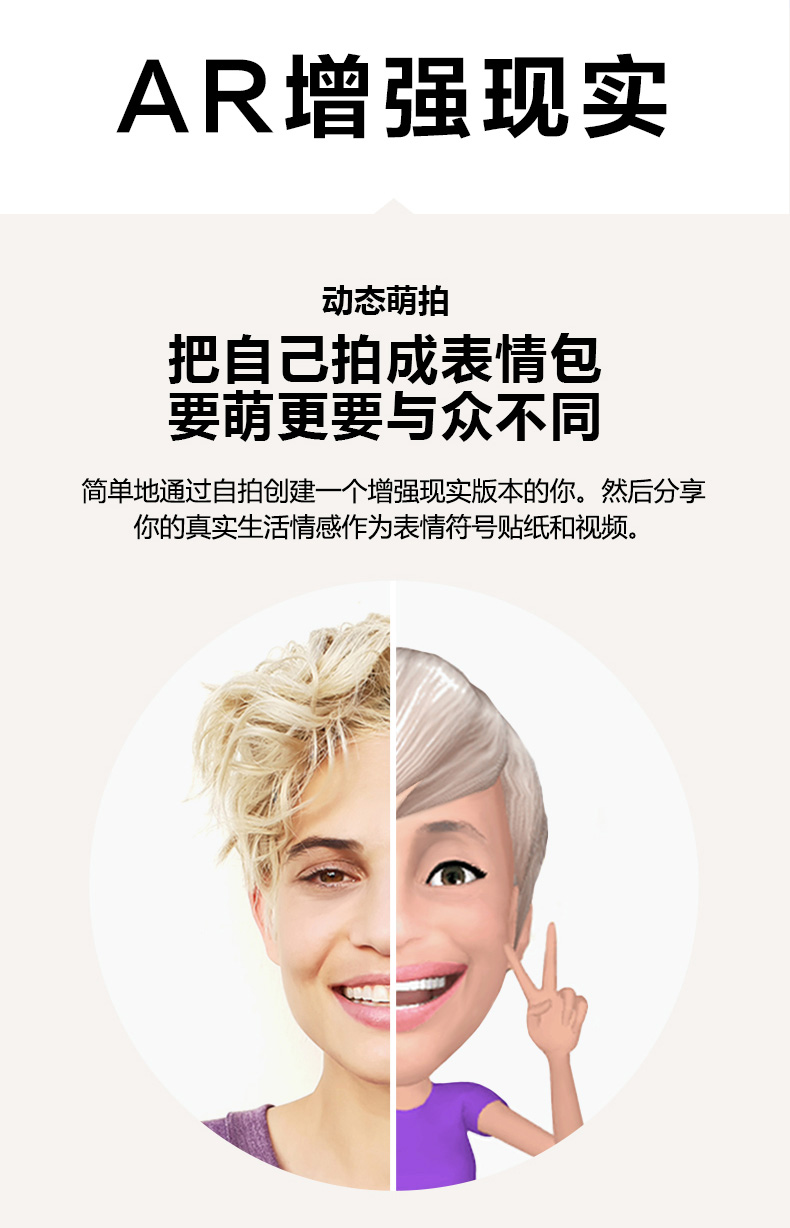 AR增强现实
动态萌拍
把自己拍成表情包
要萌更要与众不同
简单地通过自拍创建一个增强现实版本的你。然后分享
你的真实生活情感作为表情符号贴纸和视频。